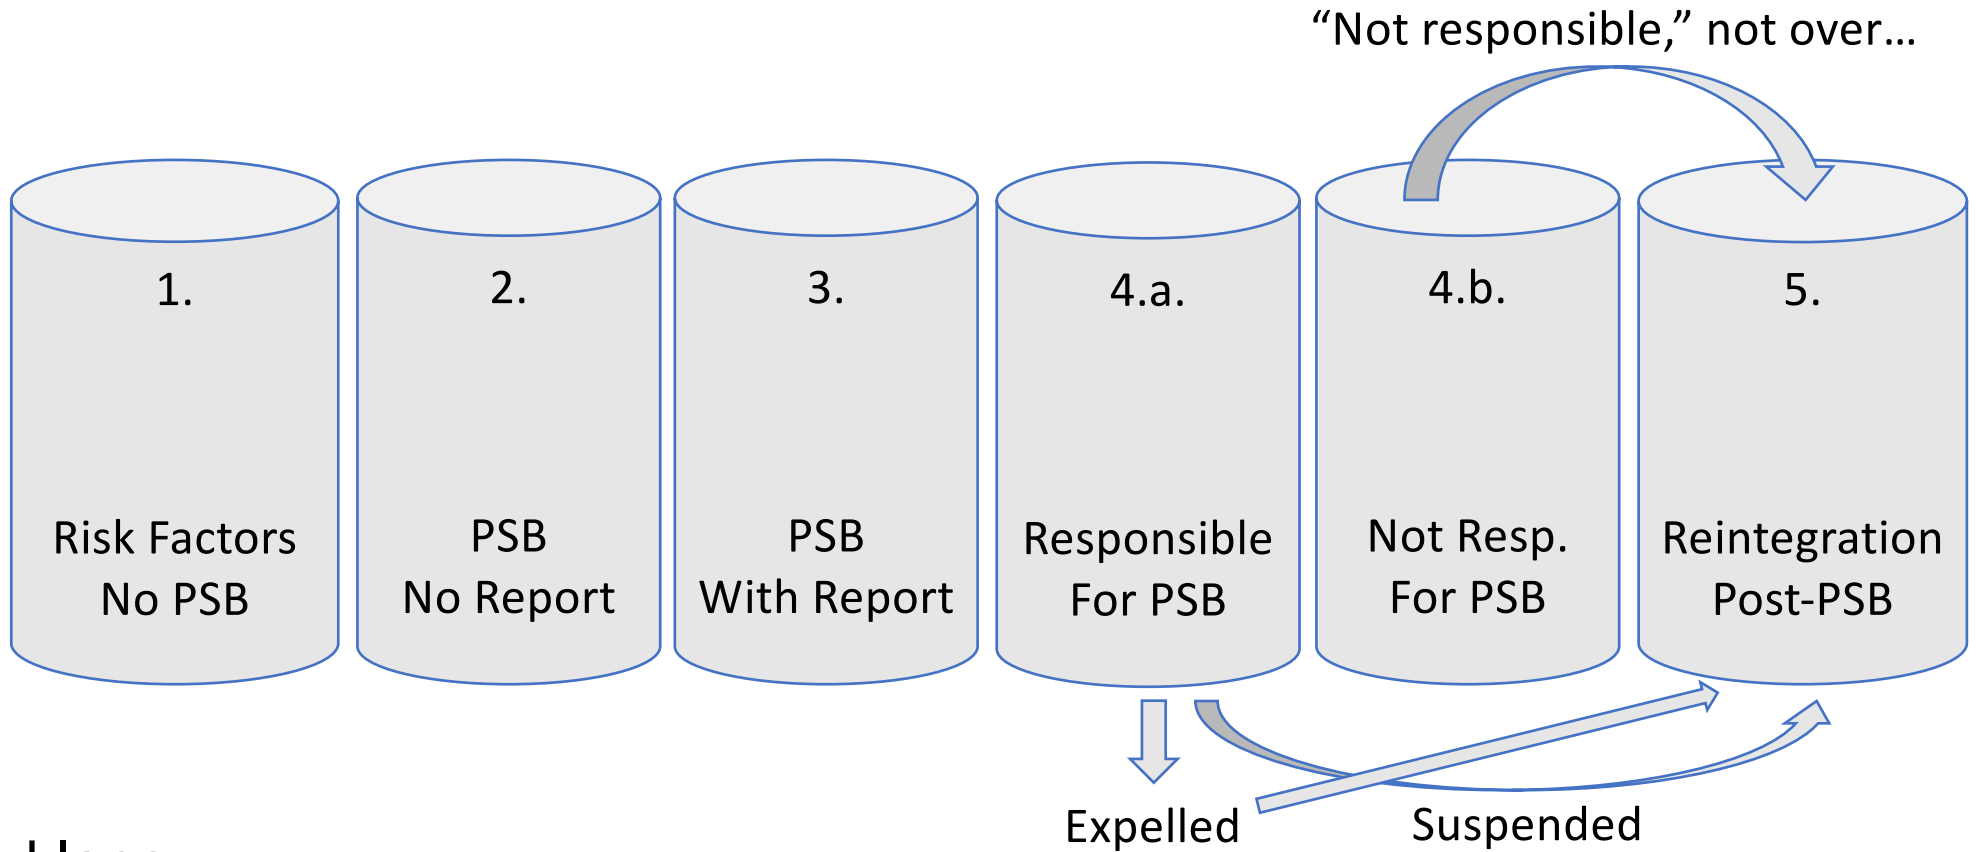 “Not responsible,” not over…
1.
2.
3.
4.a.
4.b.
5.
Risk Factors
No PSB
PSB
No Report
PSB
With Report
Responsible
For PSB
Not Resp.
For PSB
Reintegration
Post-PSB
Expelled
Suspended